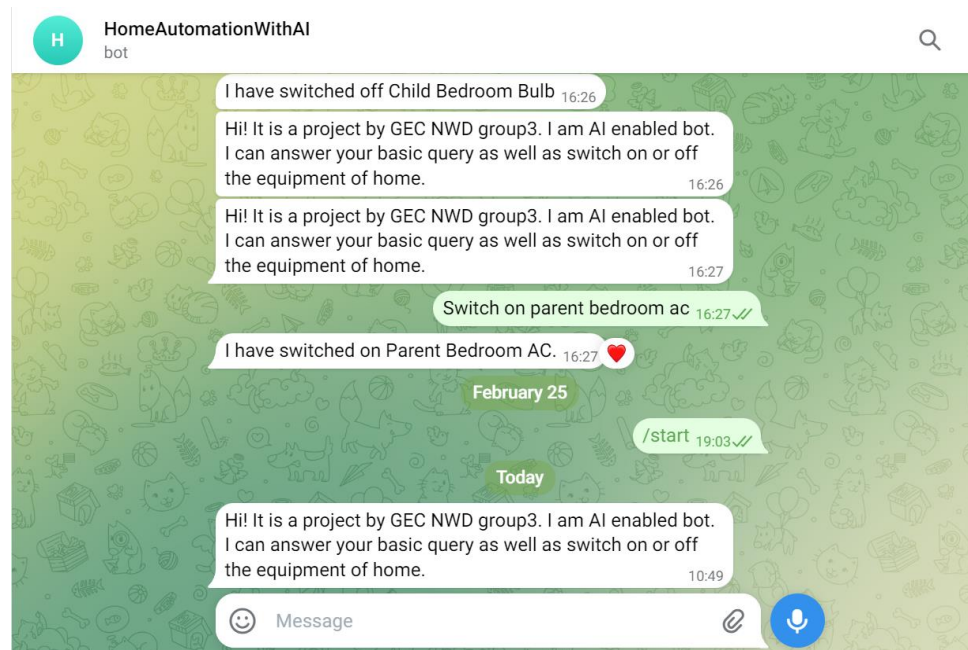 H
HomeAutomationWithAI
bot
I have switched off Child Bedroom Bulb 16:26
Hi! It is a project by GEC NWD group3. I am AI enabled bot.
I can answer your basic query as well as switch on or off
the equipment of home.
16:26
Hi! It is a project by GEC NWD group3. I am AI enabled bot.
I can answer your basic query as well as switch on or off
the equipment of home.
16:27
Switch on parent bedroom ac 16:27
I have switched on Parent Bedroom AC. 16:27
February 25
/start 19:03
Today
Hi! It is a project by GEC NWD group3. I am AI enabled bot.
I can answer your basic query as well as switch on or off
the equipment of home.
10:49
Message